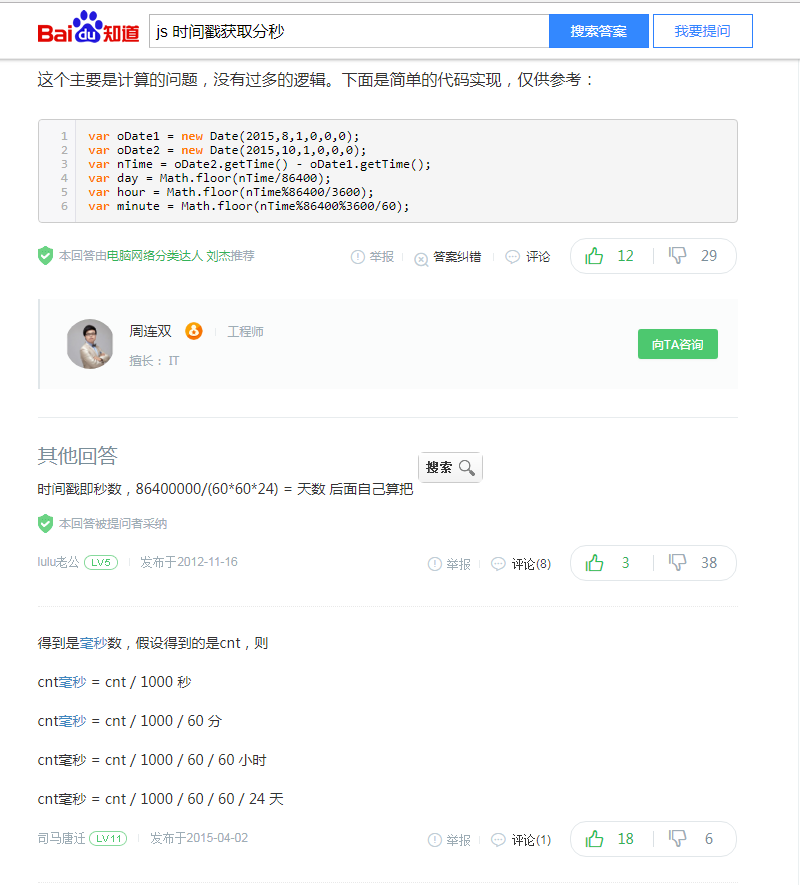 Bai du 知道 js 时间戳获取分秒 搜索答案 我要提问
这个主要是计算的问题，没有过多的逻辑。下面是简单的代码实现，仅供参考：
1 var oDate1 = new Date(2015,8,1,0,0,0);
2 var oDate2 = new Date(2015,10,1,0,0,0);
3 var nTime = oDate2.getTime() - oDate1.getTime();
4 var day = Math.floor(nTime/86400);
5 var hour = Math.floor(nTime%86400/3600);
6 var minute = Math.floor(nTime%86400%3600/60);
本回答由电脑网络分类达人 刘杰推荐 举报 答案纠错 评论 12 29
周连双 工程师
擅长： IT
向TA咨询
其他回答
搜索
时间戳即秒数，86400000/(60*60*24) = 天数 后面自己算把
本回答被提问者采纳
lulu老公 LV5 发布于2012-11-16 举报 评论(8) 3 38
得到是毫秒数，假设得到的是cnt，则
cnt毫秒 = cnt / 1000 秒
cnt毫秒 = cnt / 1000 / 60 分
cnt毫秒 = cnt / 1000 / 60 / 60 小时
cnt毫秒 = cnt / 1000 / 60 / 60 / 24 天
司马唐迁 LV11 发布于2015-04-02 举报 评论(1) 18 6